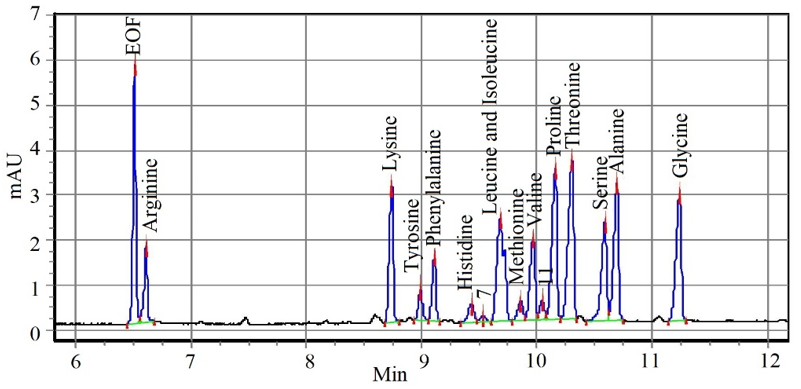 7
6
5
4
3
2
1
0
mAU
EOF
Arginine
Lysine
Tyrosine
Phenylalanine
Histidine
7
Leucine and Isoleucine
Methionine
Valine
11
Proline
Threonine
Serine
Alanine
Glycine
6 7 8 9 10 11 12
Min